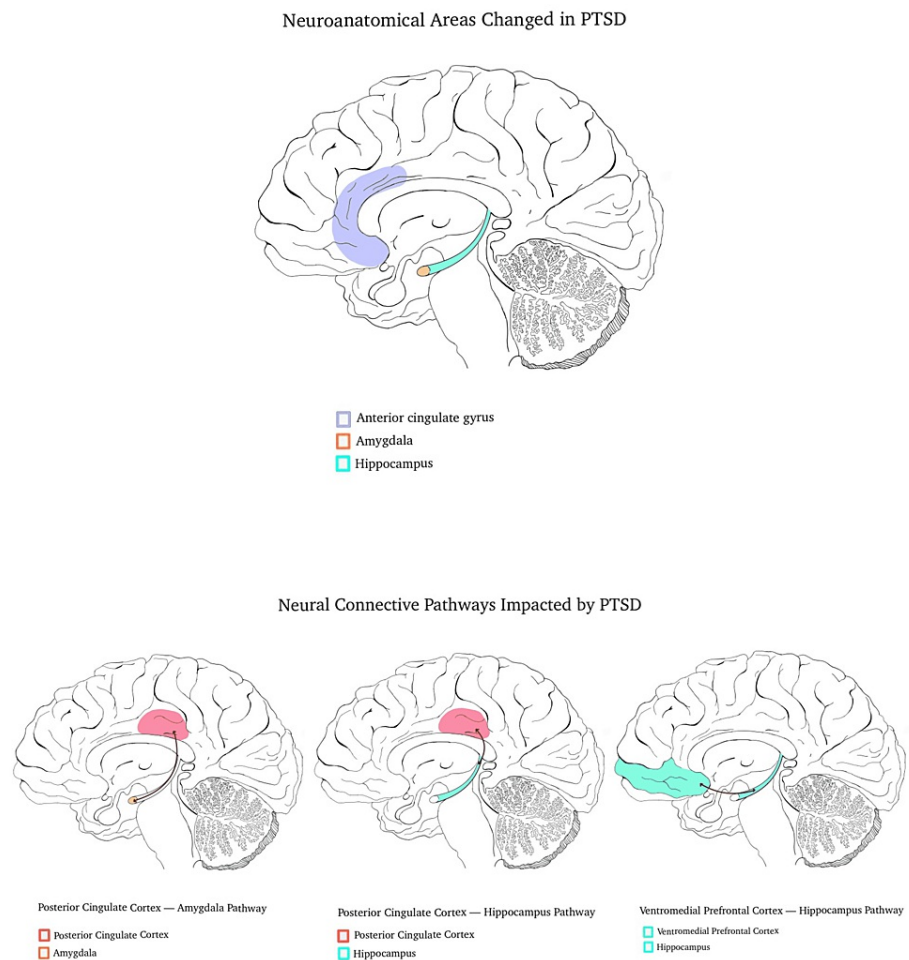 Neuroanatomical Areas Changed in PTSD
Anterior cingulate gyrus
Amygdala
Hippocampus
Neural Connective Pathways Impacted by PTSD
Posterior Cingulate Cortex — Amygdala Pathway
Posterior Cingulate Cortex
Amygdala
Posterior Cingulate Cortex — Hippocampus Pathway
Posterior Cingulate Cortex
Hippocampus
Ventromedial Prefrontal Cortex — Hippocampus Pathway
Ventromedial Prefrontal Cortex
Hippocampus